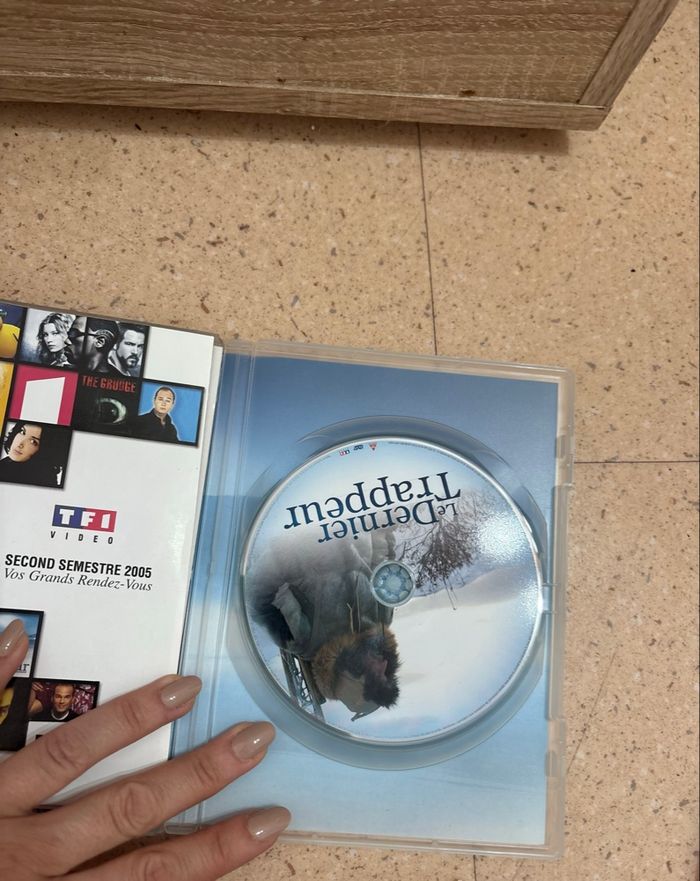 THE GRUDGE
TF1
VIDEO
SECOND SEMESTRE 2005
Vos Grands Rendez-Vous
Le Dernier
Trappeur